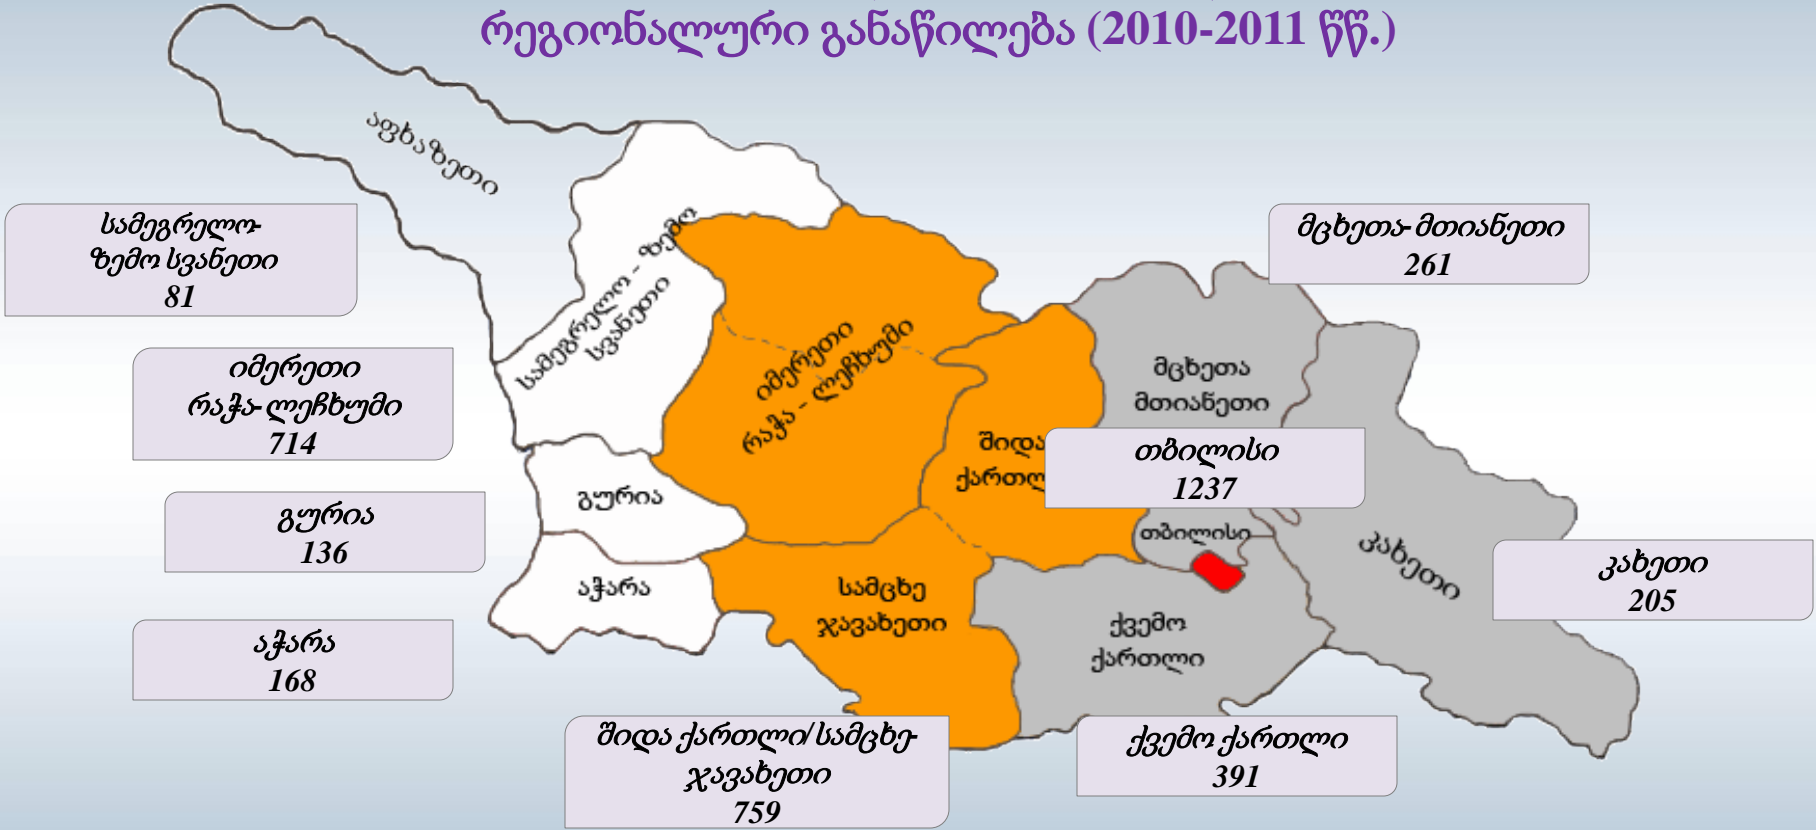 რეგიონალური განაწილება (2010-2011 წწ.)
აფხაზეთი
სამეგრელო-
ზემო სვანეთი
81
მცხეთა-მთიანეთი
261
სამეგრელო - ზემო
სვანეთი
იმერეთი
რაჭა-ლეჩხუმი
714
იმერეთი
რაჭა - ლეჩხუმი
მცხეთა
მთიანეთი
შიდა
ქართლ
თბილისი
1237
გურია
136
გურია
თბილისი
კახეთი
კახეთი
205
აჭარა
168
აჭარა
სამცხე
ჯავახეთი
ქვემო
ქართლი
შიდა ქართლი/სამცხე-
ჯავახეთი
759
ქვემო ქართლი
391